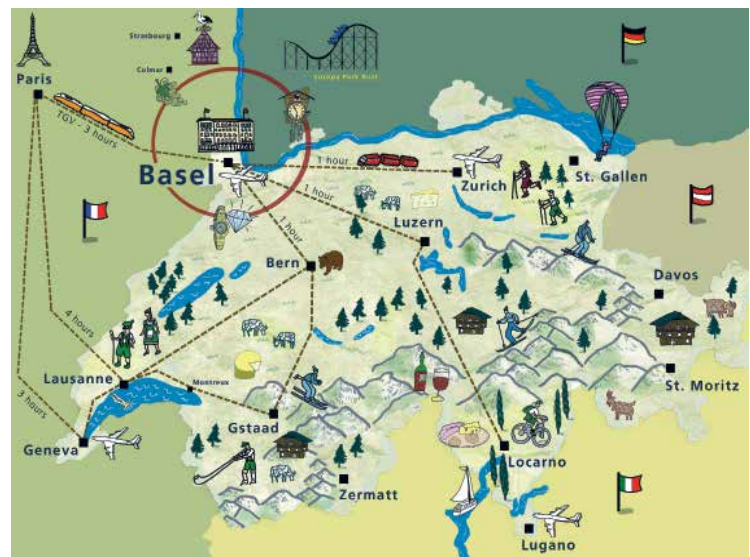 Strasbourg
Colmar
Europa Park Rust
Paris
TGV - 3 hours
Basel
1 hour
1 hour
1 hour
Zurich
St. Gallen
Luzern
Bern
Davos
4 hours
Lausanne
Montreux
St. Moritz
3 hours
Gstaad
Geneva
Locarno
Zermatt
Lugano